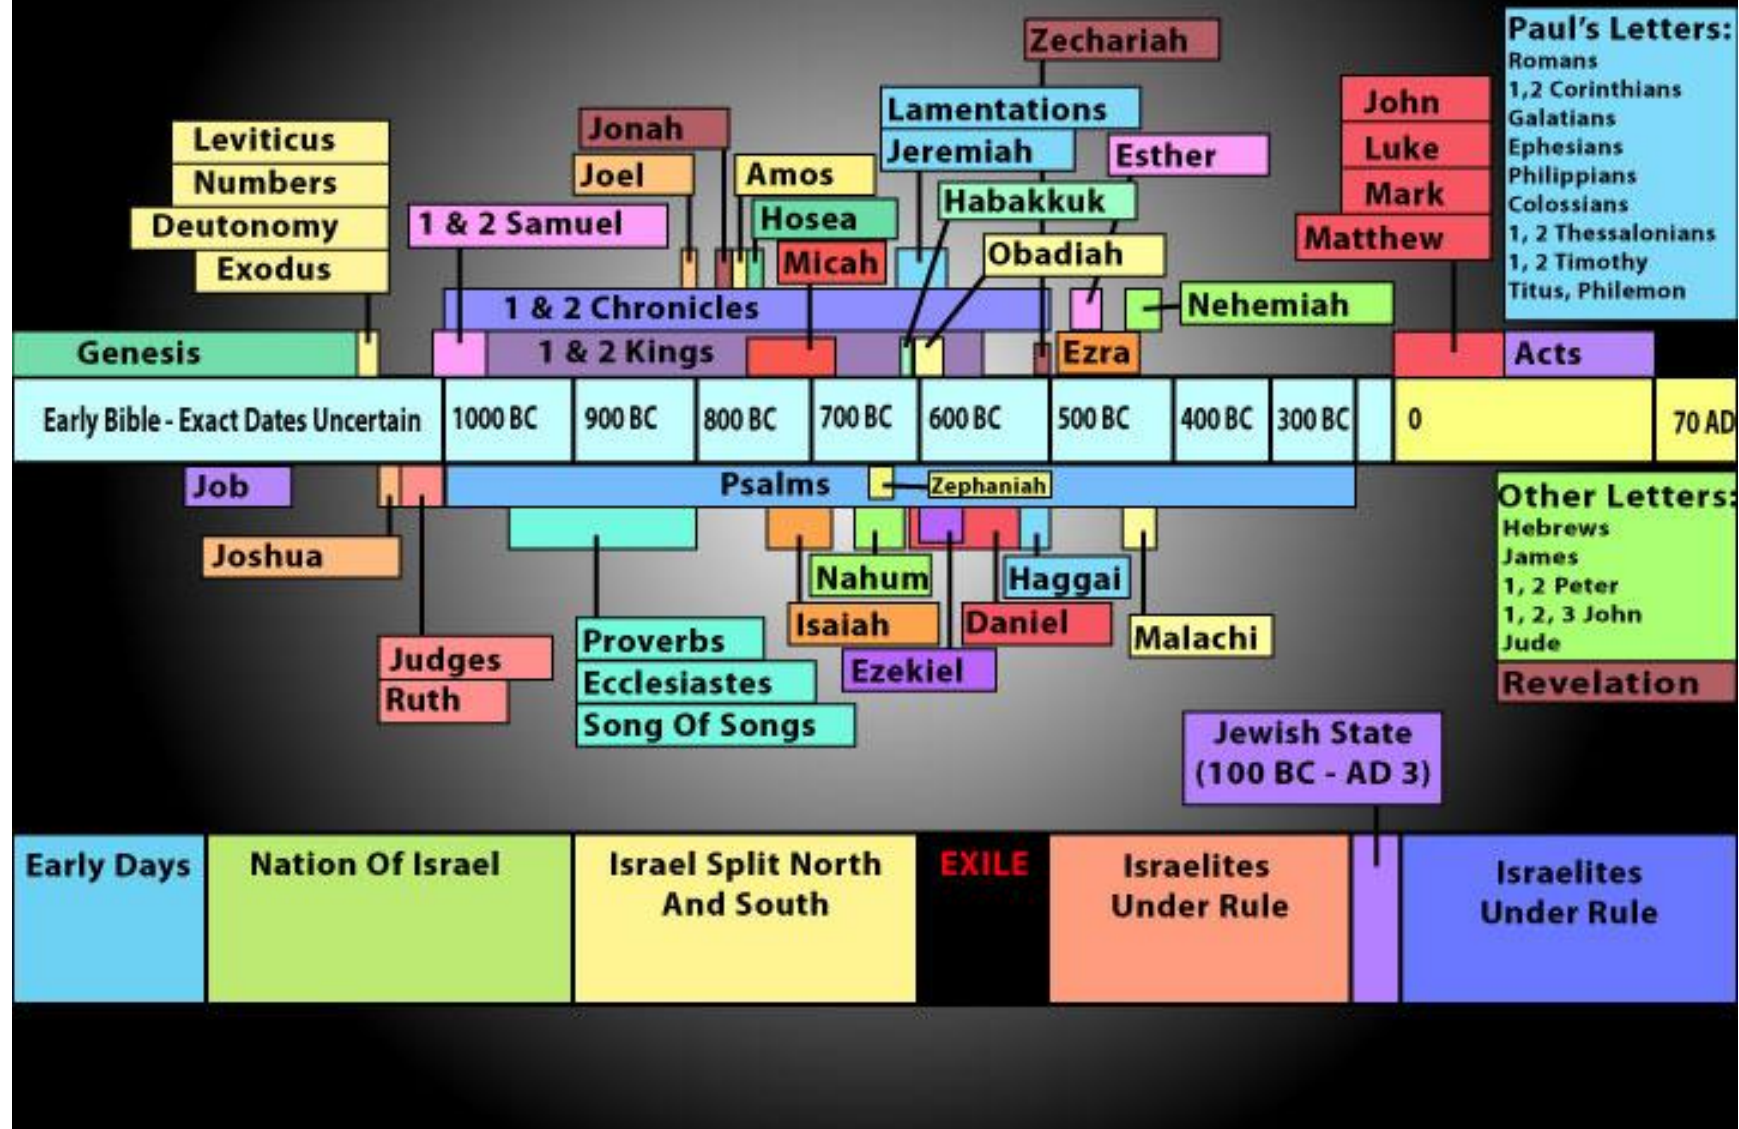 Zechariah
Paul's Letters:
Romans
1,2 Corinthians
Galatians
Ephesians
Philippians
Colossians
1, 2 Thessalonians
1, 2 Timothy
Titus, Philemon
Lamentations
Jeremiah
John
Luke
Mark
Matthew
Leviticus
Numbers
Deutonomy
Exodus
Jonah
Joel
Amos
Hosea
Micah
Esther
Habakkuk
Obadiah
1 & 2 Samuel
1 & 2 Chronicles
Nehemiah
Genesis
1 & 2 Kings
Ezra
Acts
Early Bible - Exact Dates Uncertain
1000 BC
900 BC
800 BC
700 BC
600 BC
500 BC
400 BC
300 BC
0
70 AD
Job
Psalms
Zephaniah
Joshua
Nahum
Haggai
Isaiah
Daniel
Malachi
Ezekiel
Proverbs
Ecclesiastes
Song Of Songs
Judges
Ruth
Other Letters:
Hebrews
James
1, 2 Peter
1, 2, 3 John
Jude
Revelation
Jewish State
(100 BC - AD 3)
Early Days
Nation Of Israel
Israel Split North
And South
EXILE
Israelites
Under Rule
Israelites
Under Rule